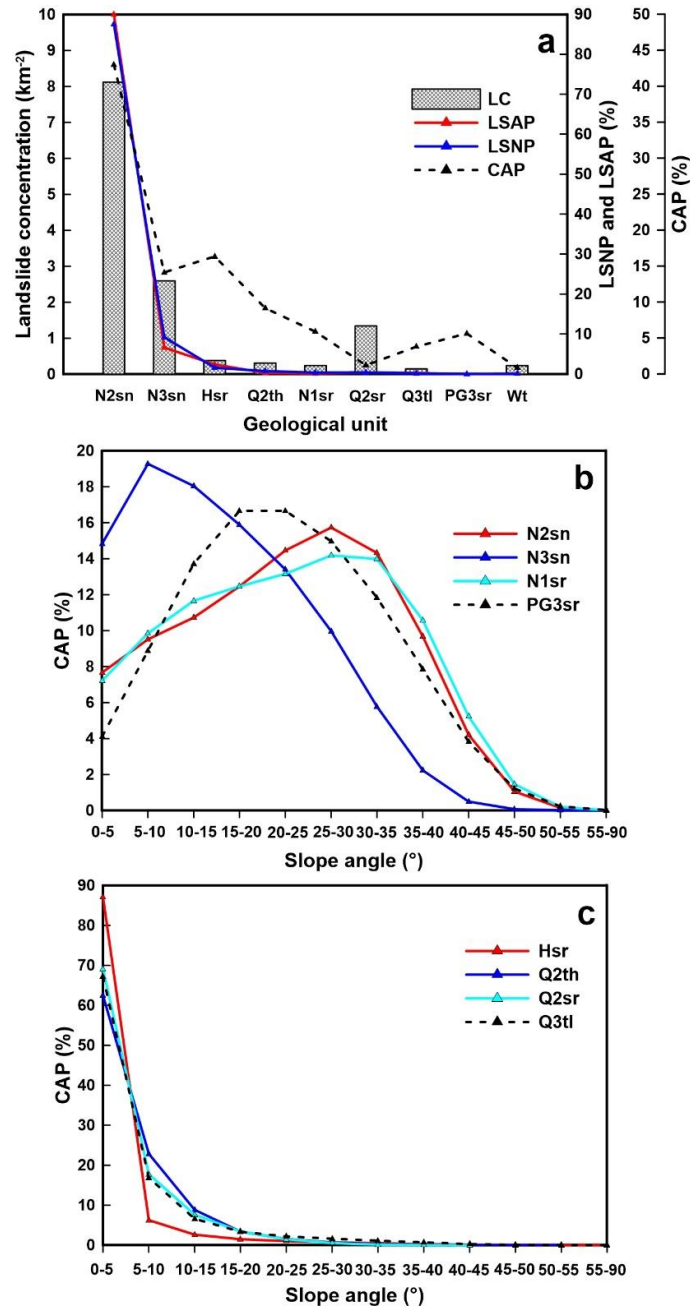 a
Landslide concentration (km-2)
10
9
8
7
6
5
4
3
2
1
0
LC
LSAP
LSNP
CAP
90
80
70
60
50
40
30
20
10
0
LSNP and LSAP (%)
50
45
40
35
30
25
20
15
10
5
0
CAP (%)
N2sn N3sn Hsr Q2th N1sr Q2sr Q3tl PG3sr Wt
Geological unit
b
CAP (%)
20
18
16
14
12
10
8
6
4
2
0
N2sn
N3sn
N1sr
PG3sr
0-5 5-10 10-15 15-20 20-25 25-30 30-35 35-40 40-45 45-50 50-55 55-90
Slope angle (°)
c
CAP (%)
90
80
70
60
50
40
30
20
10
0
Hsr
Q2th
Q2sr
Q3tl
0-5 5-10 10-15 15-20 20-25 25-30 30-35 35-40 40-45 45-50 50-55 55-90
Slope angle (°)